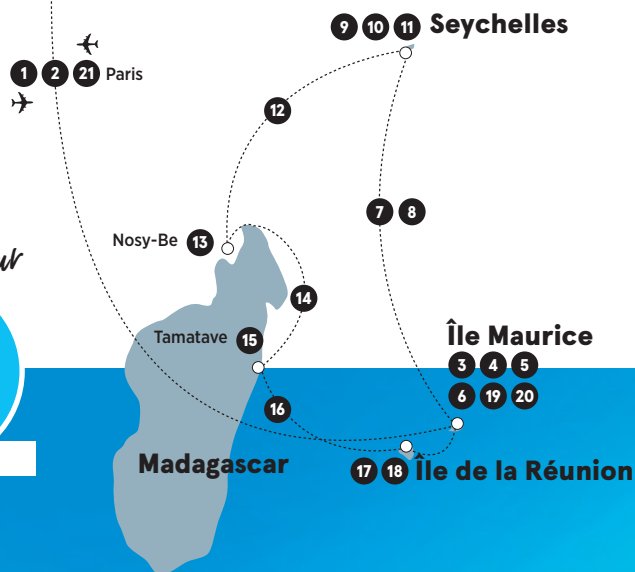 9 10 11 Seychelles
1 2 21 Paris
12
7 8
Nosy-Be 13
14
Tamatave 15
Île Maurice
3 4 5
6 19 20
16
Madagascar
17 18 Île de la Réunion